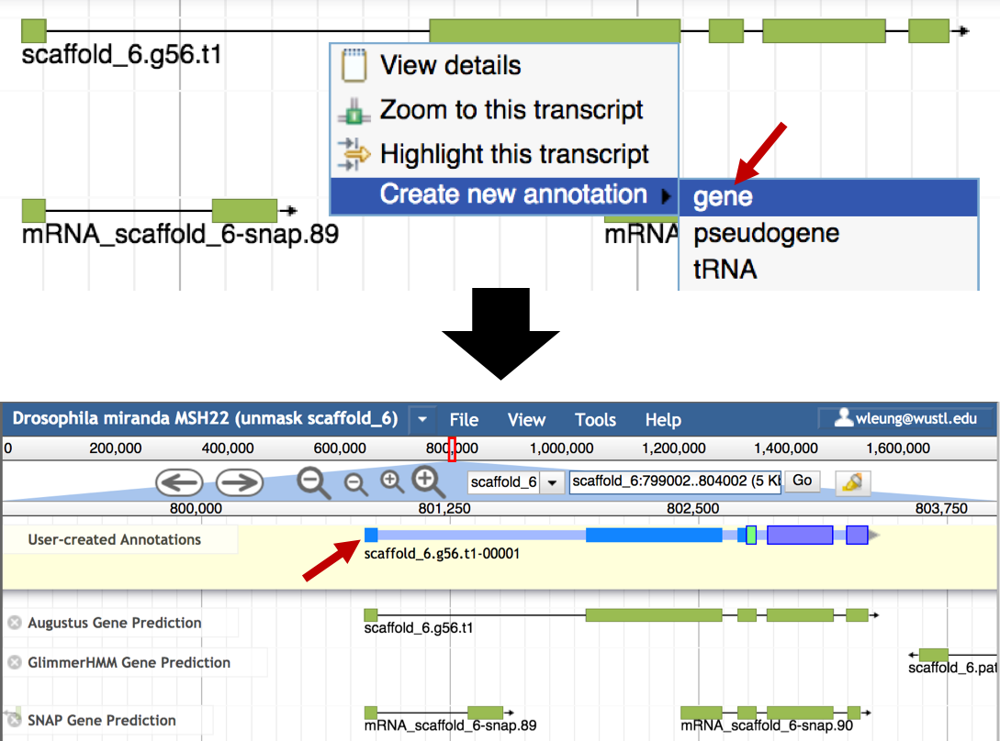 scaffold_6.g56.t1
View details
Zoom to this transcript
Highlight this transcript
Create new annotation
gene
pseudogene
tRNA
mRNA_scaffold_6-snap.89
mRNA
Drosophila miranda MSH22 (unmask scaffold_6)
File
View
Tools
Help
wleung@wustl.edu
0 200,000 400,000 600,000 800,000 1,000,000 1,200,000 1,400,000 1,600,000
scaffold_6 scaffold_6:799002..804002 (5 Kb Go
800,000 801,250 802,500 803,750
User-created Annotations
scaffold_6.g56.t1-00001
Augustus Gene Prediction
scaffold_6.g56.t1
GlimmerHMM Gene Prediction
scaffold_6.pat
SNAP Gene Prediction
mRNA_scaffold_6-snap.89
mRNA_scaffold_6-snap.90